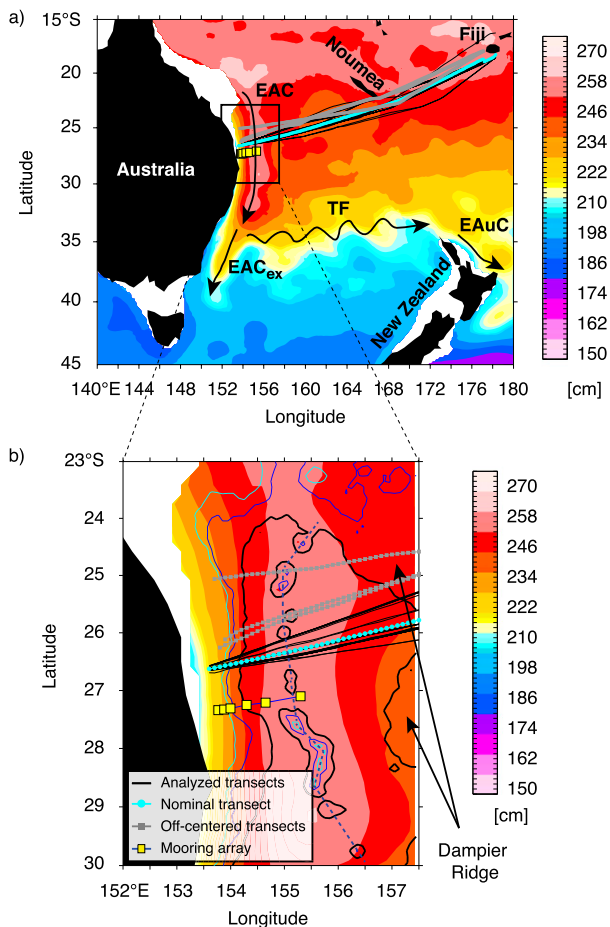 a)
15°S
20
25
30
35
40
45
Latitude
Fiji
Noumea
EAC
Australia
TF
EAuC
EACex
New Zealand
140°E 144 148 152 156 160 164 168 172 176 180
Longitude
270
258
246
234
222
210
198
186
174
162
150
[cm]
b)
23°S
24
25
26
27
28
29
30
Latitude
Analyzed transects
Nominal transect
Off-centered transects
Mooring array
152°E 153 154 155 156 157
Longitude
270
258
246
234
222
210
198
186
174
162
150
[cm]
Dampier
Ridge